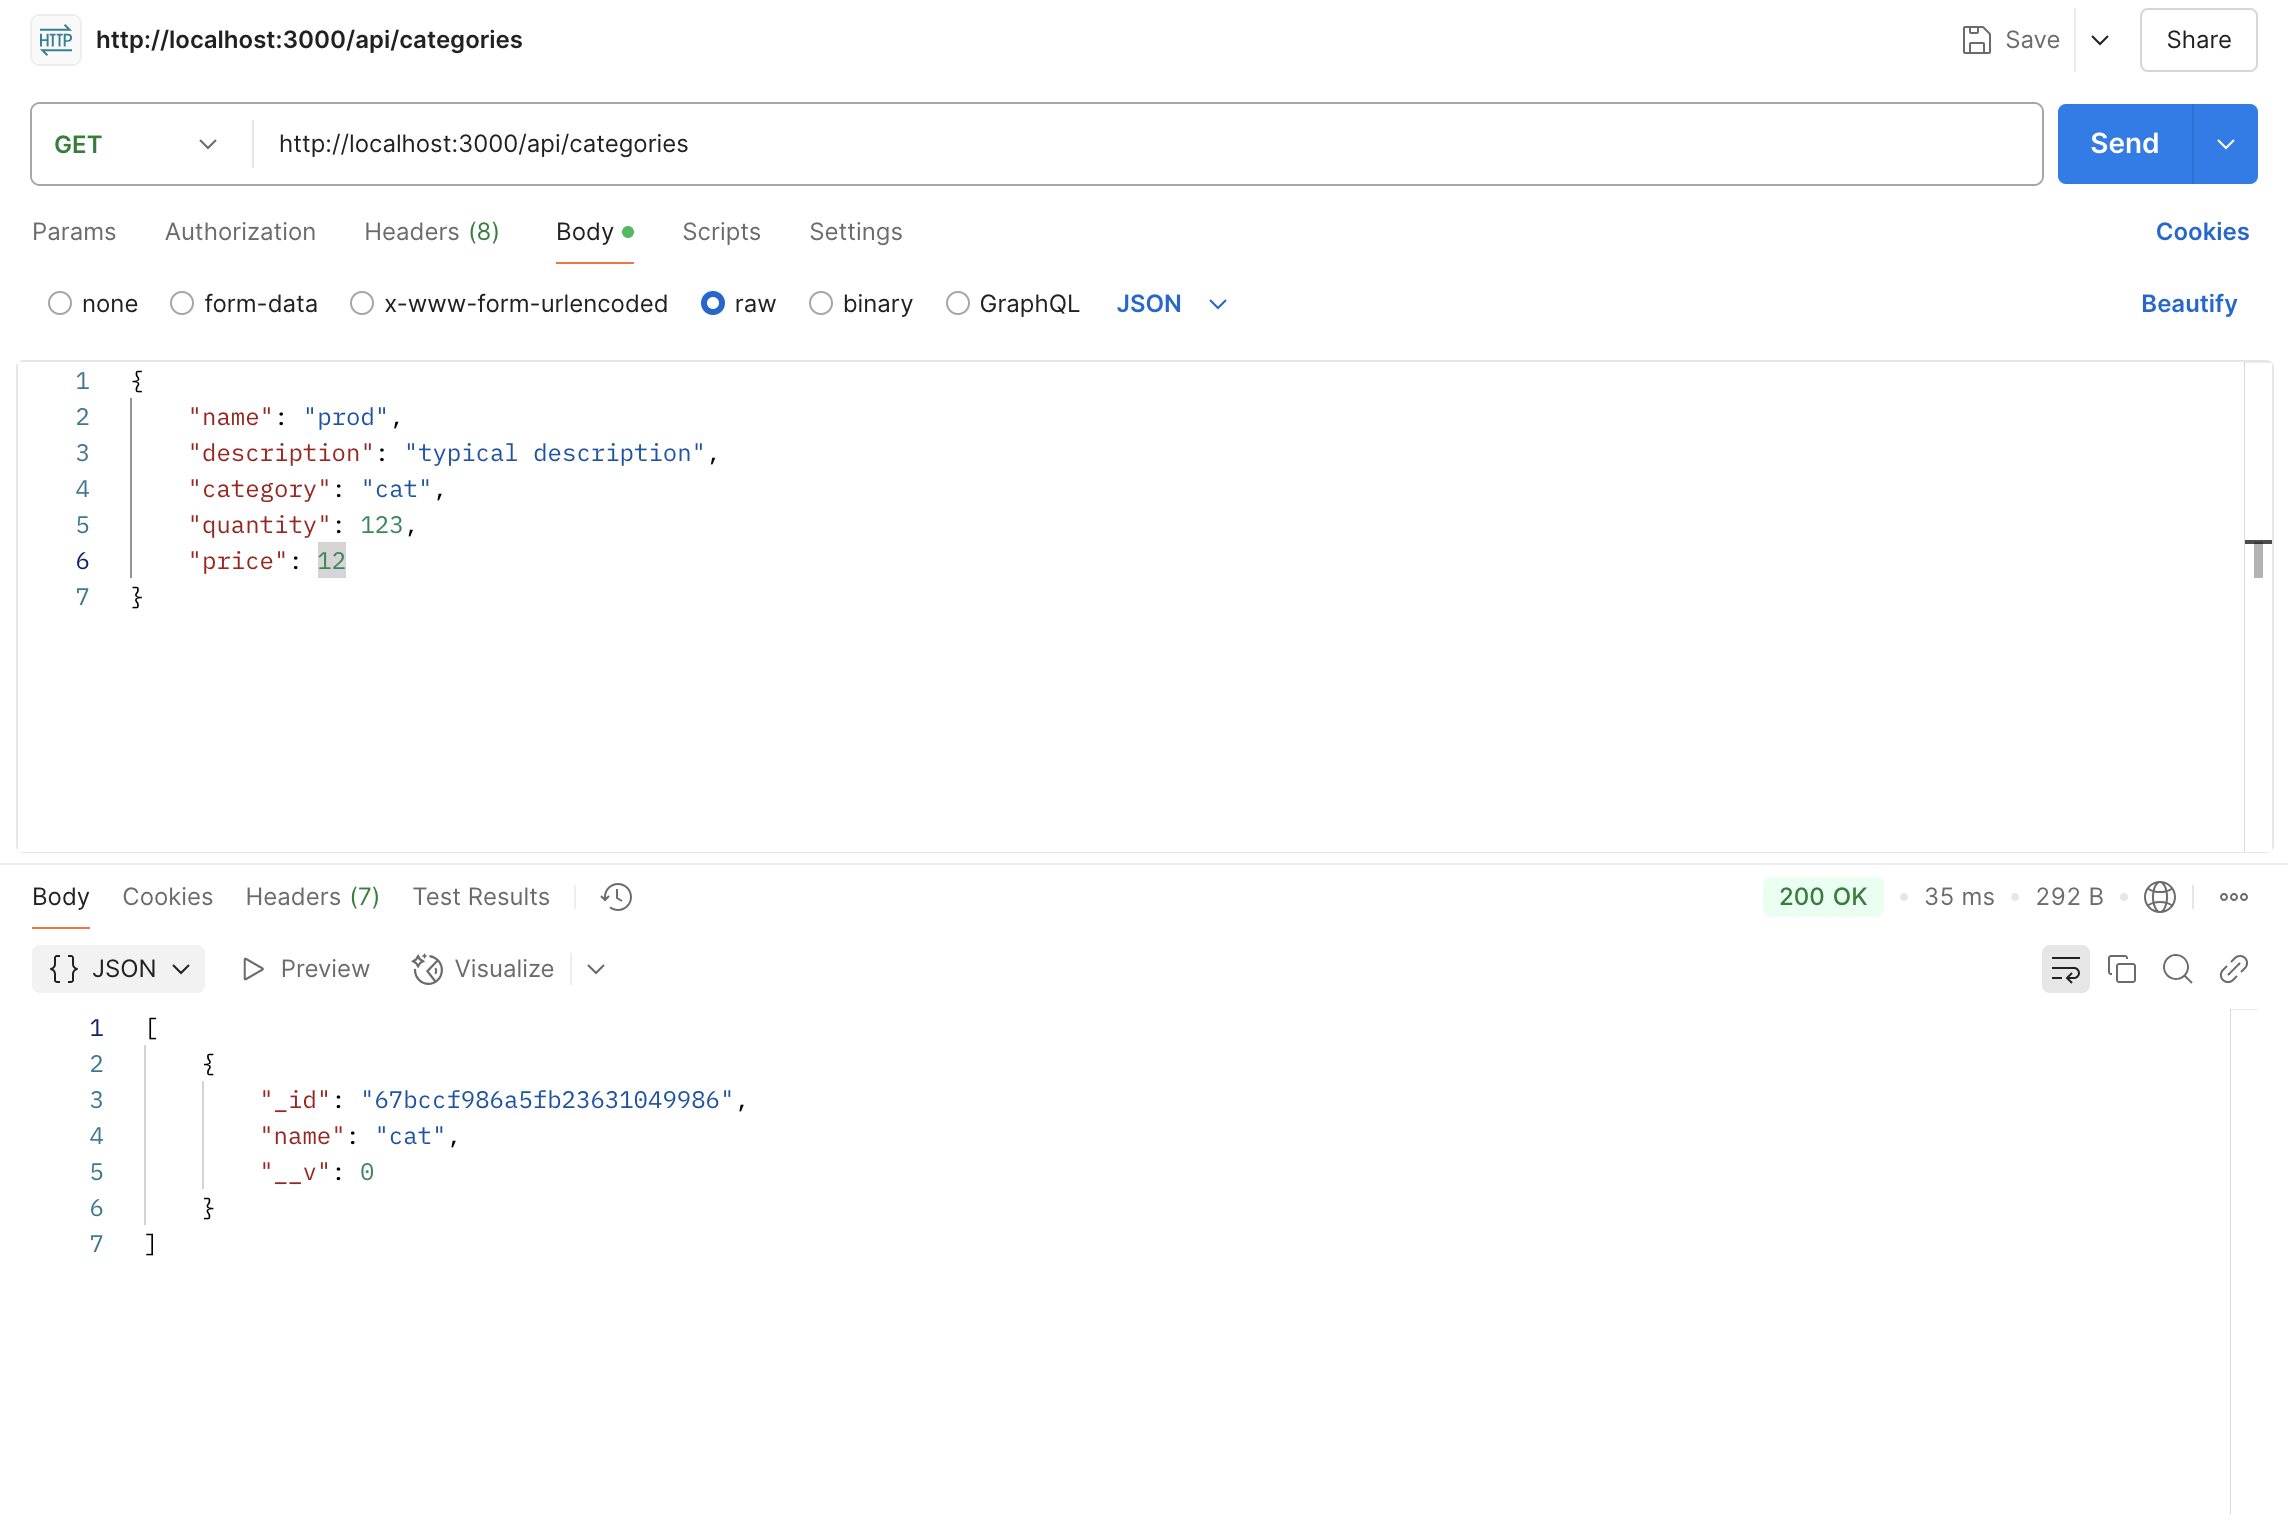 HTTP http://localhost:3000/api/categories Save Share
GET http://localhost:3000/api/categories Send
Params Authorization Headers (8) Body Scripts Settings Cookies
none form-data x-www-form-urlencoded raw binary GraphQL JSON Beautify
1 {
2 "name": "prod",
3 "description": "typical description",
4 "category": "cat",
5 "quantity": 123,
6 "price": 12
7 }
Body Cookies Headers (7) Test Results 200 OK 35 ms 292 B
{} JSON Preview Visualize
1 [
2 {
3 "_id": "67bccf986a5fb23631049986",
4 "name": "cat",
5 "__v": 0
6 }
7 ]